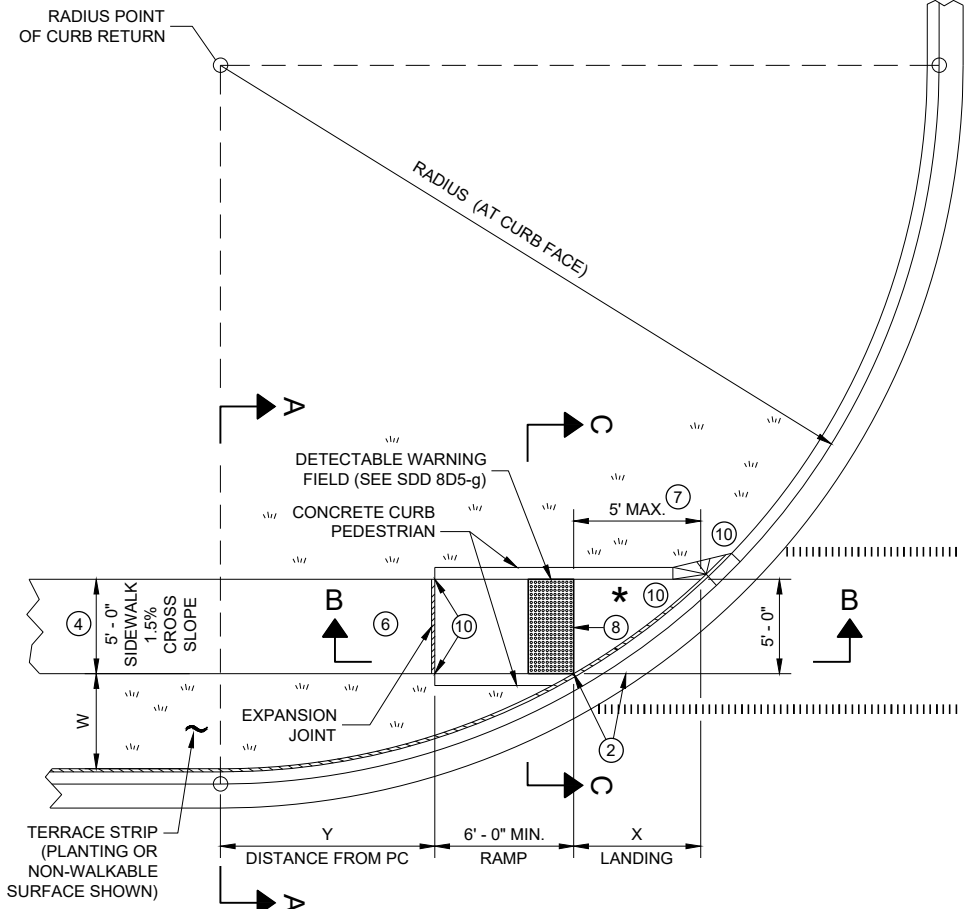 RADIUS POINT
OF CURB RETURN
RADIUS (AT CURB FACE)
A
C
DETECTABLE WARNING
FIELD (SEE SDD 8D5-g)
CONCRETE CURB
PEDESTRIAN
7
5' MAX.
10
4
5' - 0"
SIDEWALK
1.5%
CROSS
SLOPE
6
B
10
*
10
8
5' - 0"
B
W
EXPANSION
JOINT
2
C
TERRACE STRIP
(PLANTING OR
NON-WALKABLE
SURFACE SHOWN)
Y
DISTANCE FROM PC
6' - 0" MIN.
RAMP
X
LANDING
A